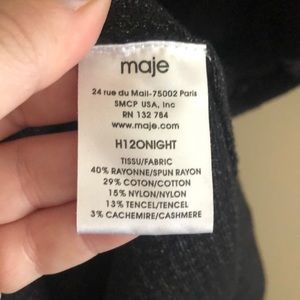 maje
24 rue du Mail-75002 Paris
SMCP USA, Inc
RN 132 784
www.maje.com
H12ONIGHT
TISSU/FABRIC
40% RAYONNE/SPUN RAYON
29% COTON/COTTON
15% NYLON/NYLON
13% TENCEL/TENCEL
3% CACHEMIRE/CASHMERE